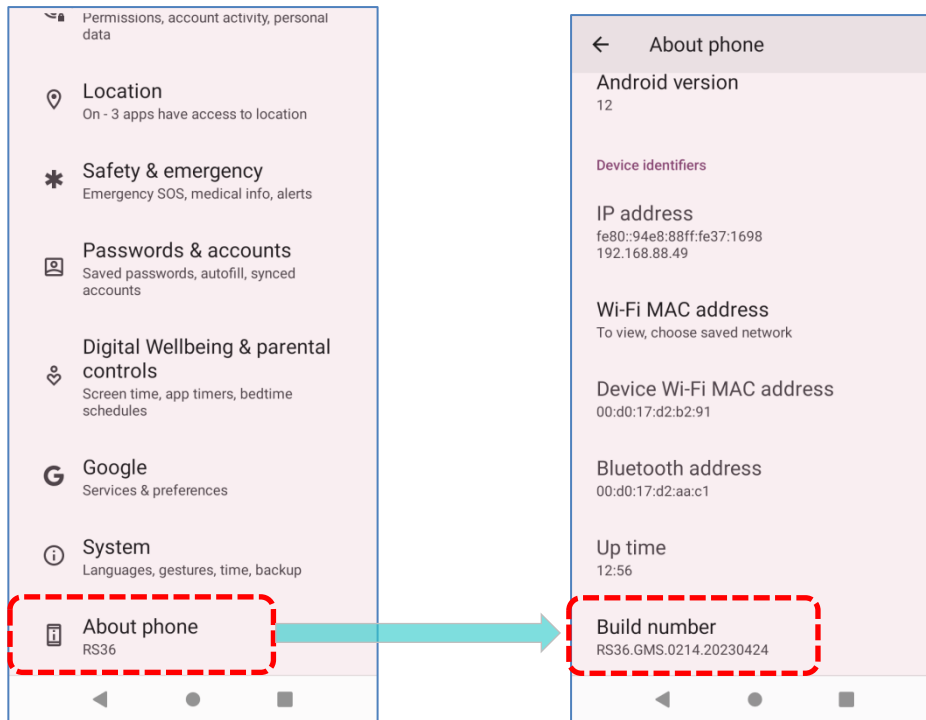 Permissions, account activity, personal
data
Location
On - 3 apps have access to location
Safety & emergency
Emergency SOS, medical info, alerts
Passwords & accounts
Saved passwords, autofill, synced
accounts
Digital Wellbeing & parental
controls
Screen time, app timers, bedtime
schedules
Google
Services & preferences
System
Languages, gestures, time, backup
About phone
RS36
About phone
Android version
12
Device identifiers
IP address
fe80::94e8:88ff:fe37:1698
192.168.88.49
Wi-Fi MAC address
To view, choose saved network
Device Wi-Fi MAC address
00:d0:17:d2:b2:91
Bluetooth address
00:d0:17:d2:aa:c1
Up time
12:56
Build number
RS36.GMS.0214.20230424